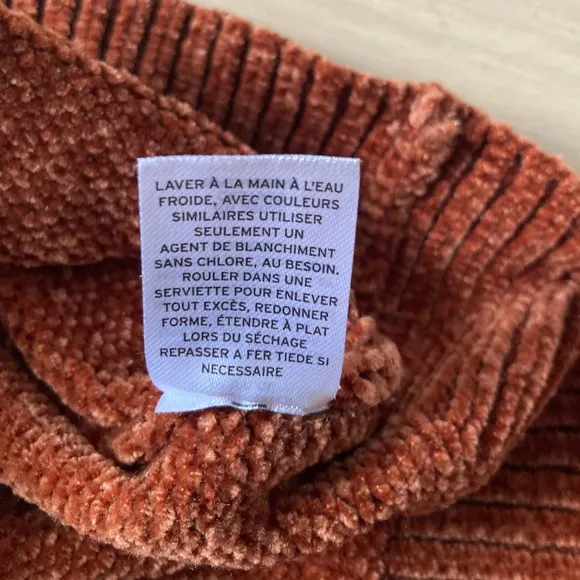 LAVER À LA MAIN À L'EAU
FROIDE, AVEC COULEURS
SIMILAIRES UTILISER
SEULEMENT UN
AGENT DE BLANCHIMENT
SANS CHLORE, AU BESOIN.
ROULER DANS UNE
SERVIETTE POUR ENLEVER
TOUT EXCÈS, REDONNER
FORME, ÉTENDRE À PLAT
LORS DU SÉCHAGE
REPASSER A FER TIEDE SI
NECESSAIRE